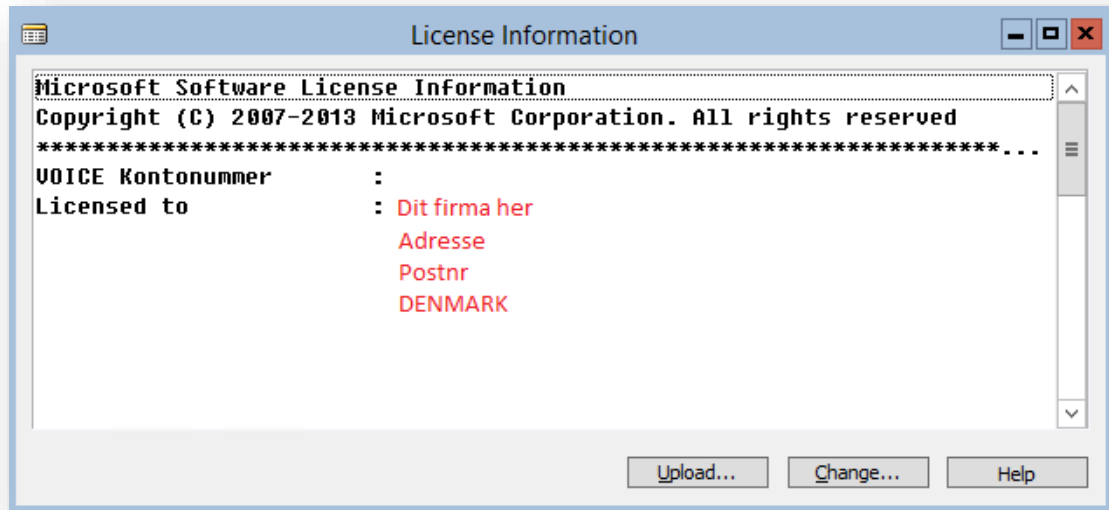 License Information
Microsoft Software License Information
Copyright (C) 2007-2013 Microsoft Corporation. All rights reserved
*********************************************************************...
VOICE Kontonummer :
Licensed to : Dit firma her
Adresse
Postnr
DENMARK
Upload... Change... Help